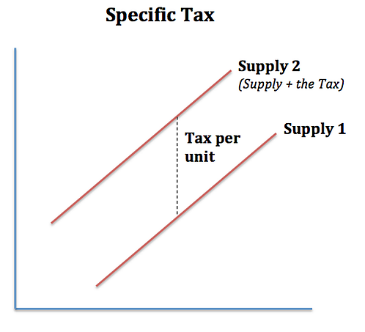 Specific Tax
Supply 2
(Supply + the Tax)
Supply 1
Tax per
unit